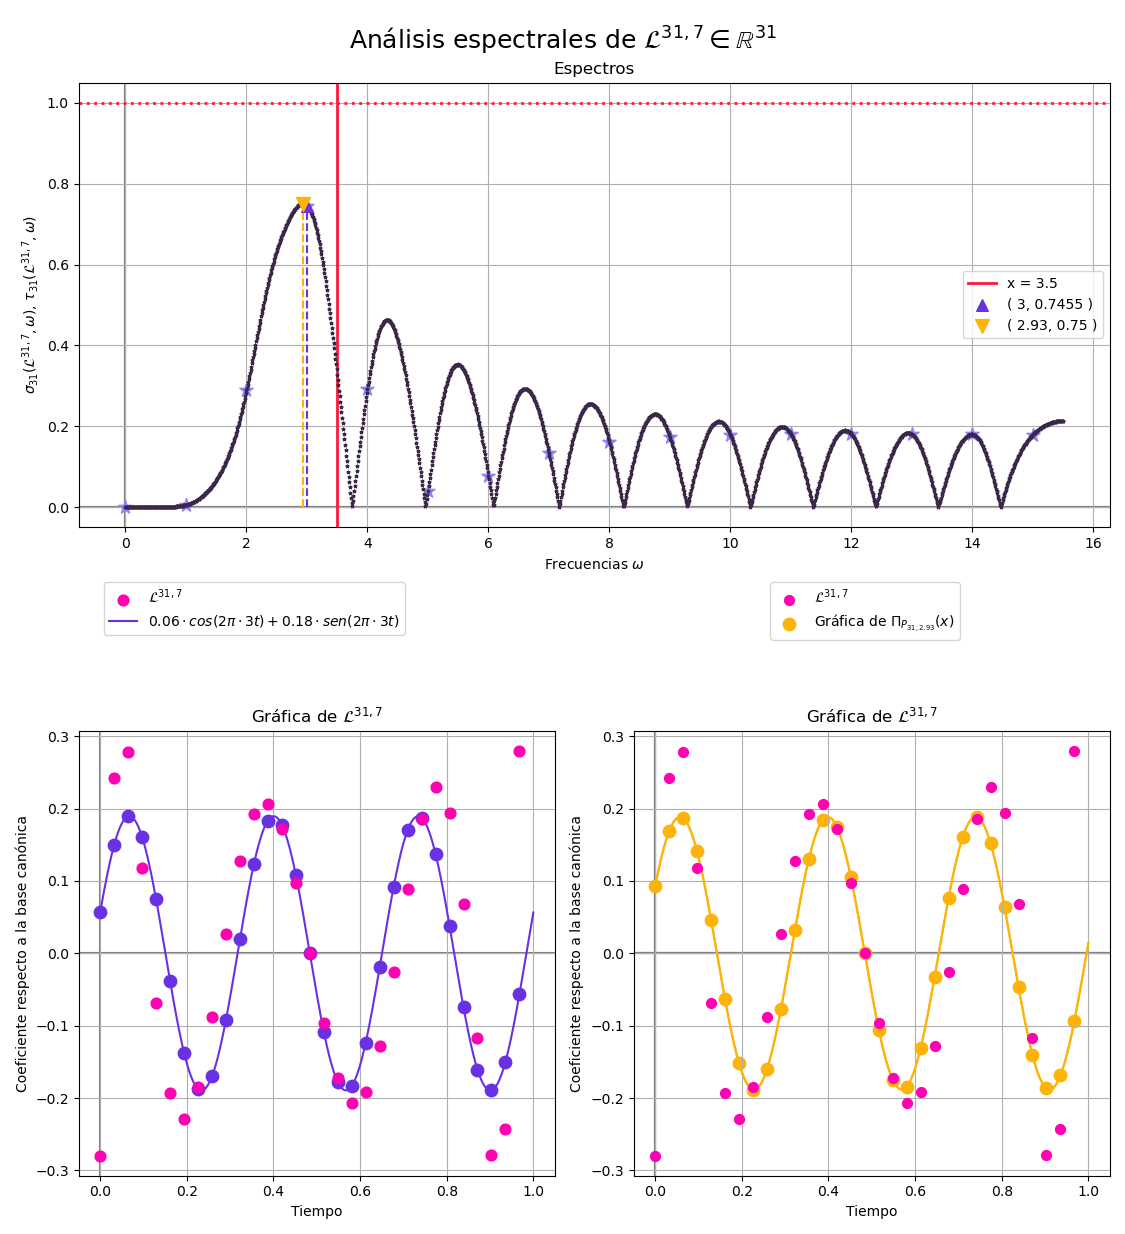 Análisis espectrales de ℒ^{31,7} ∈ ℝ^{31}
Espectros
σ_{31}(ℒ^{31,7}, ω), τ_{31}(ℒ^{31,7}, ω)
1.0
0.8
0.6
0.4
0.2
0.0
x = 3.5
( 3, 0.7455 )
( 2.93, 0.75 )
0 2 4 6 8 10 12 14 16
Frecuencias ω
ℒ^{31,7}
0.06 · cos(2π · 3t) + 0.18 · sen(2π · 3t)
ℒ^{31,7}
Gráfica de Π_{P_{31,2.93}}(x)
Gráfica de ℒ^{31,7}
Coeficiente respecto a la base canónica
0.3
0.2
0.1
0.0
−0.1
−0.2
−0.3
0.0 0.2 0.4 0.6 0.8 1.0
Tiempo
Gráfica de ℒ^{31,7}
Coeficiente respecto a la base canónica
0.3
0.2
0.1
0.0
−0.1
−0.2
−0.3
0.0 0.2 0.4 0.6 0.8 1.0
Tiempo